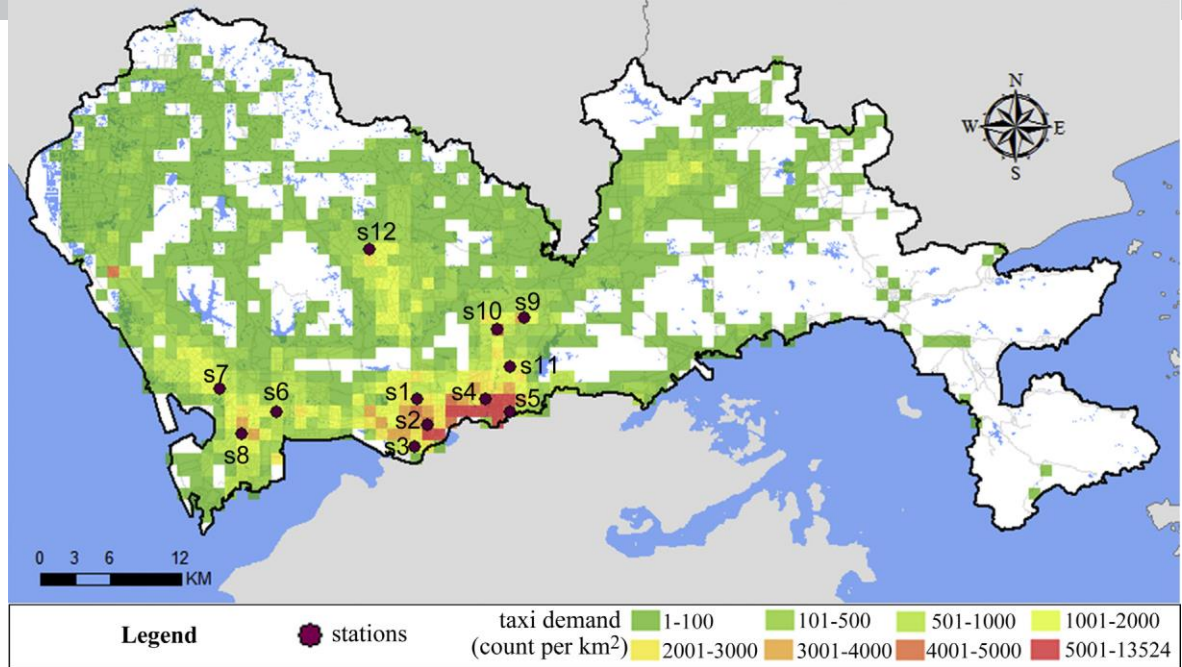 N
W E
S
s12
s9
s10
s11
s7
s6
s1
s4
s5
s2
s3
s8
0 3 6 12
KM
Legend
stations
taxi demand
(count per km²)
1-100 101-500 501-1000 1001-2000
2001-3000 3001-4000 4001-5000 5001-13524